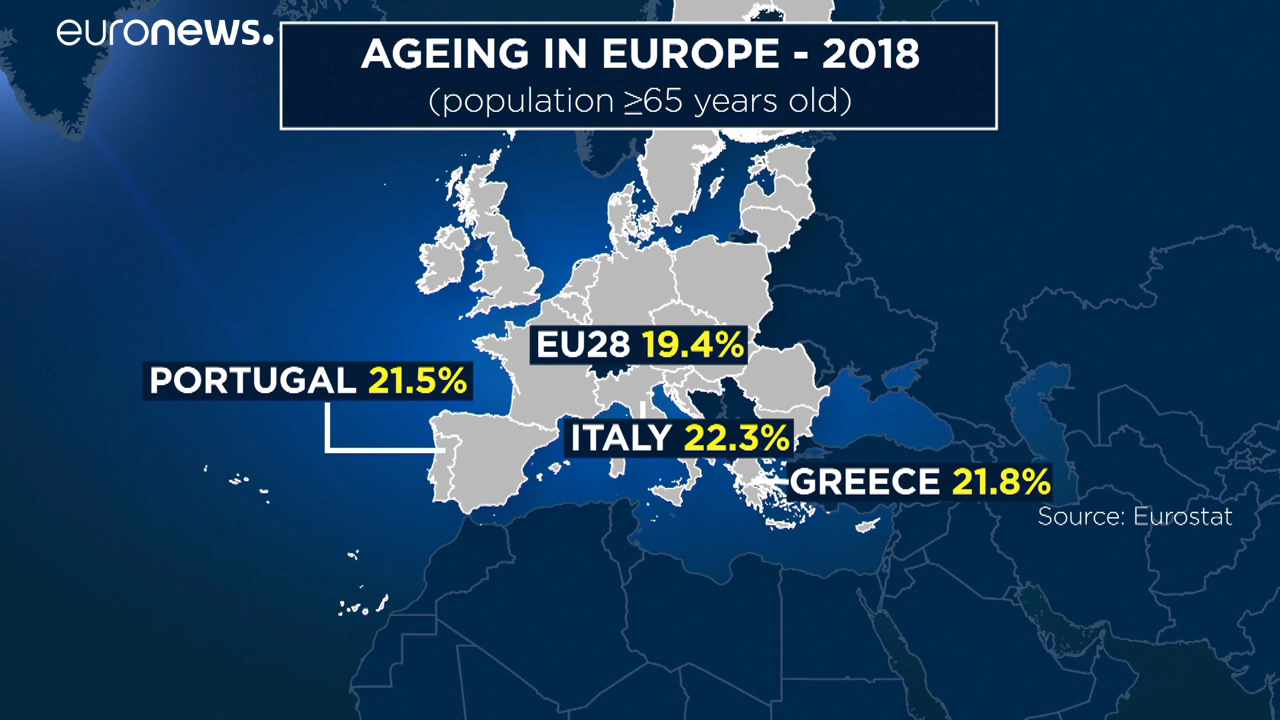 euronews.
AGEING IN EUROPE - 2018
(population ≥65 years old)
EU28 19.4%
PORTUGAL 21.5%
ITALY 22.3%
GREECE 21.8%
Source: Eurostat